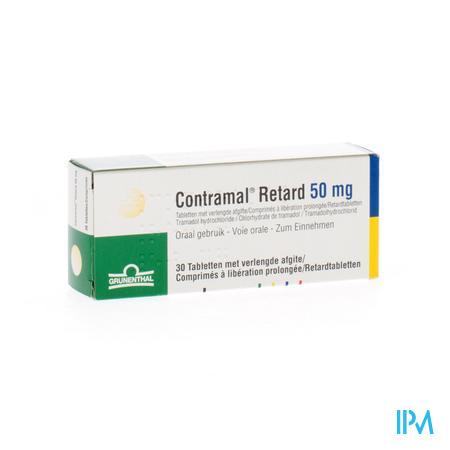 Contramal® Retard 50 mg
Tabletten met verlengde afgifte/Comprimés à libération prolongée/Retardtabletten
Tramadol hydrochloride / Chlorhydrate de tramadol / Tramadolhydrochlorid
Oraal gebruik - Voie orale - Zum Einnehmen
30 Tabletten met verlengde afgifte/
Comprimés à libération prolongée/Retardtabletten
GRÜNENTHAL
IPM